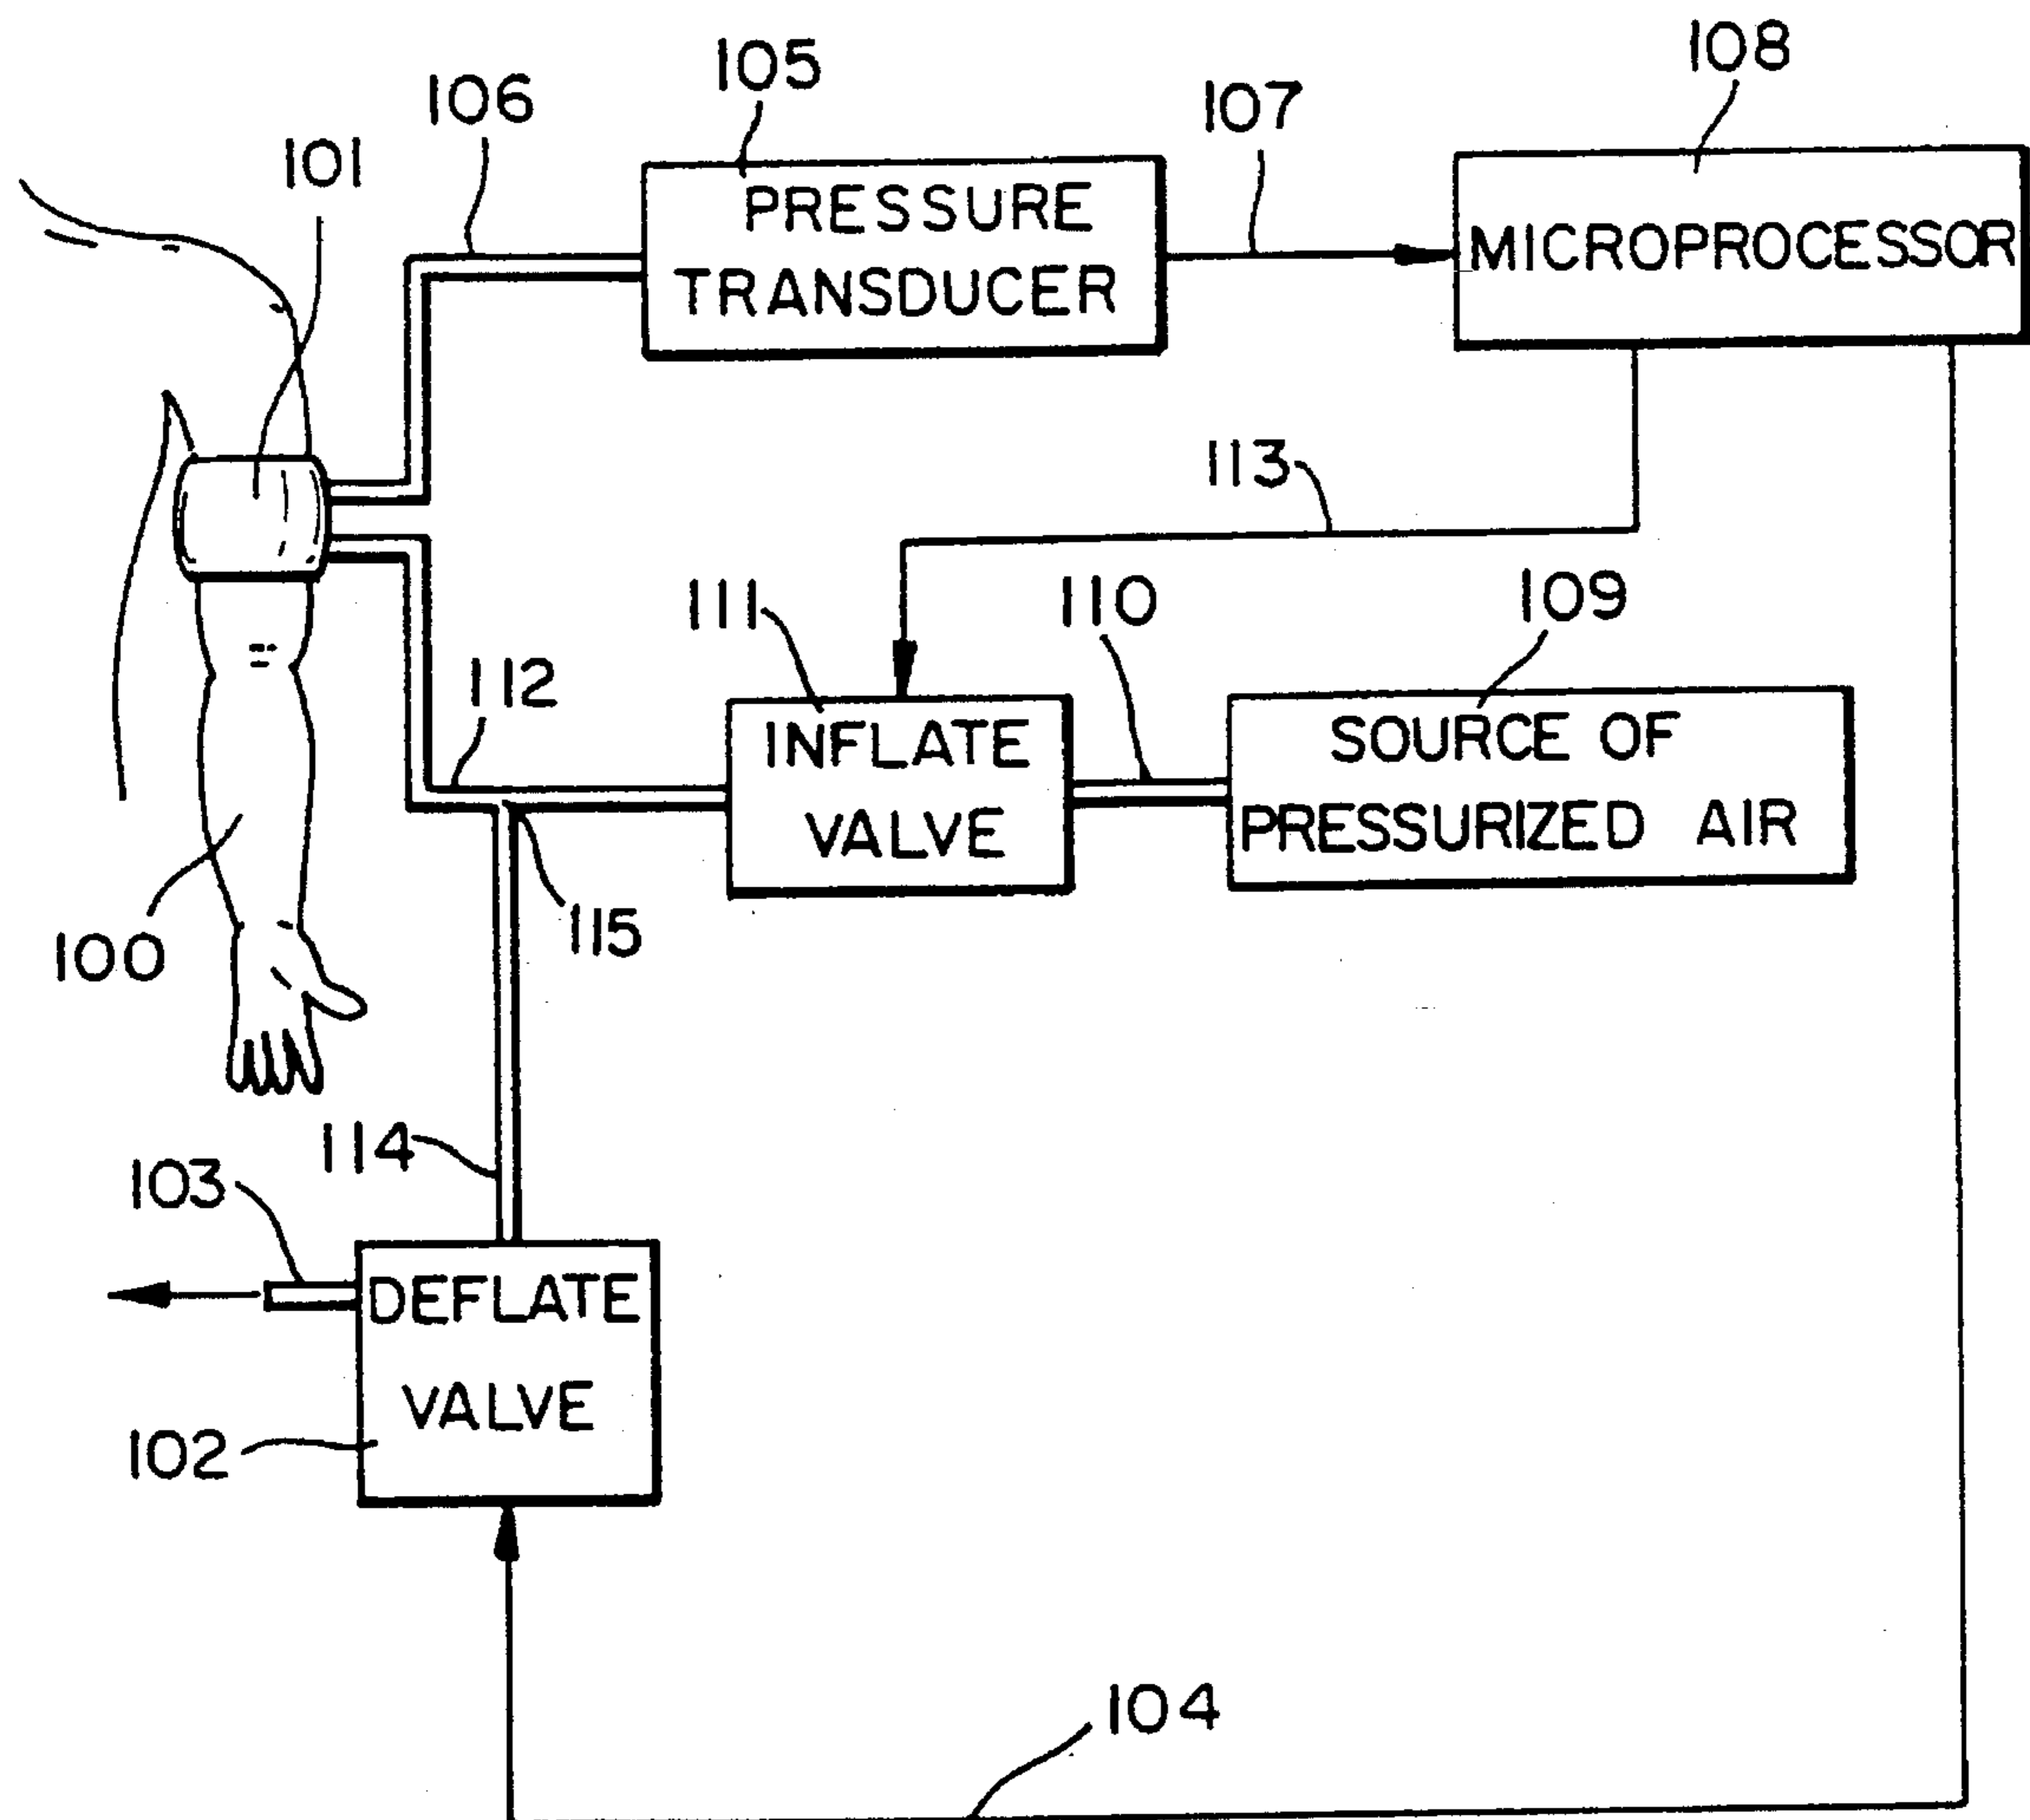 108
105
106
107
101
PRESSURE
TRANSDUCER
MICROPROCESSOR
113
111
110
109
112
INFLATE
VALVE
SOURCE OF
PRESSURIZED AIR
115
100
114
103
DEFLATE
VALVE
102
104